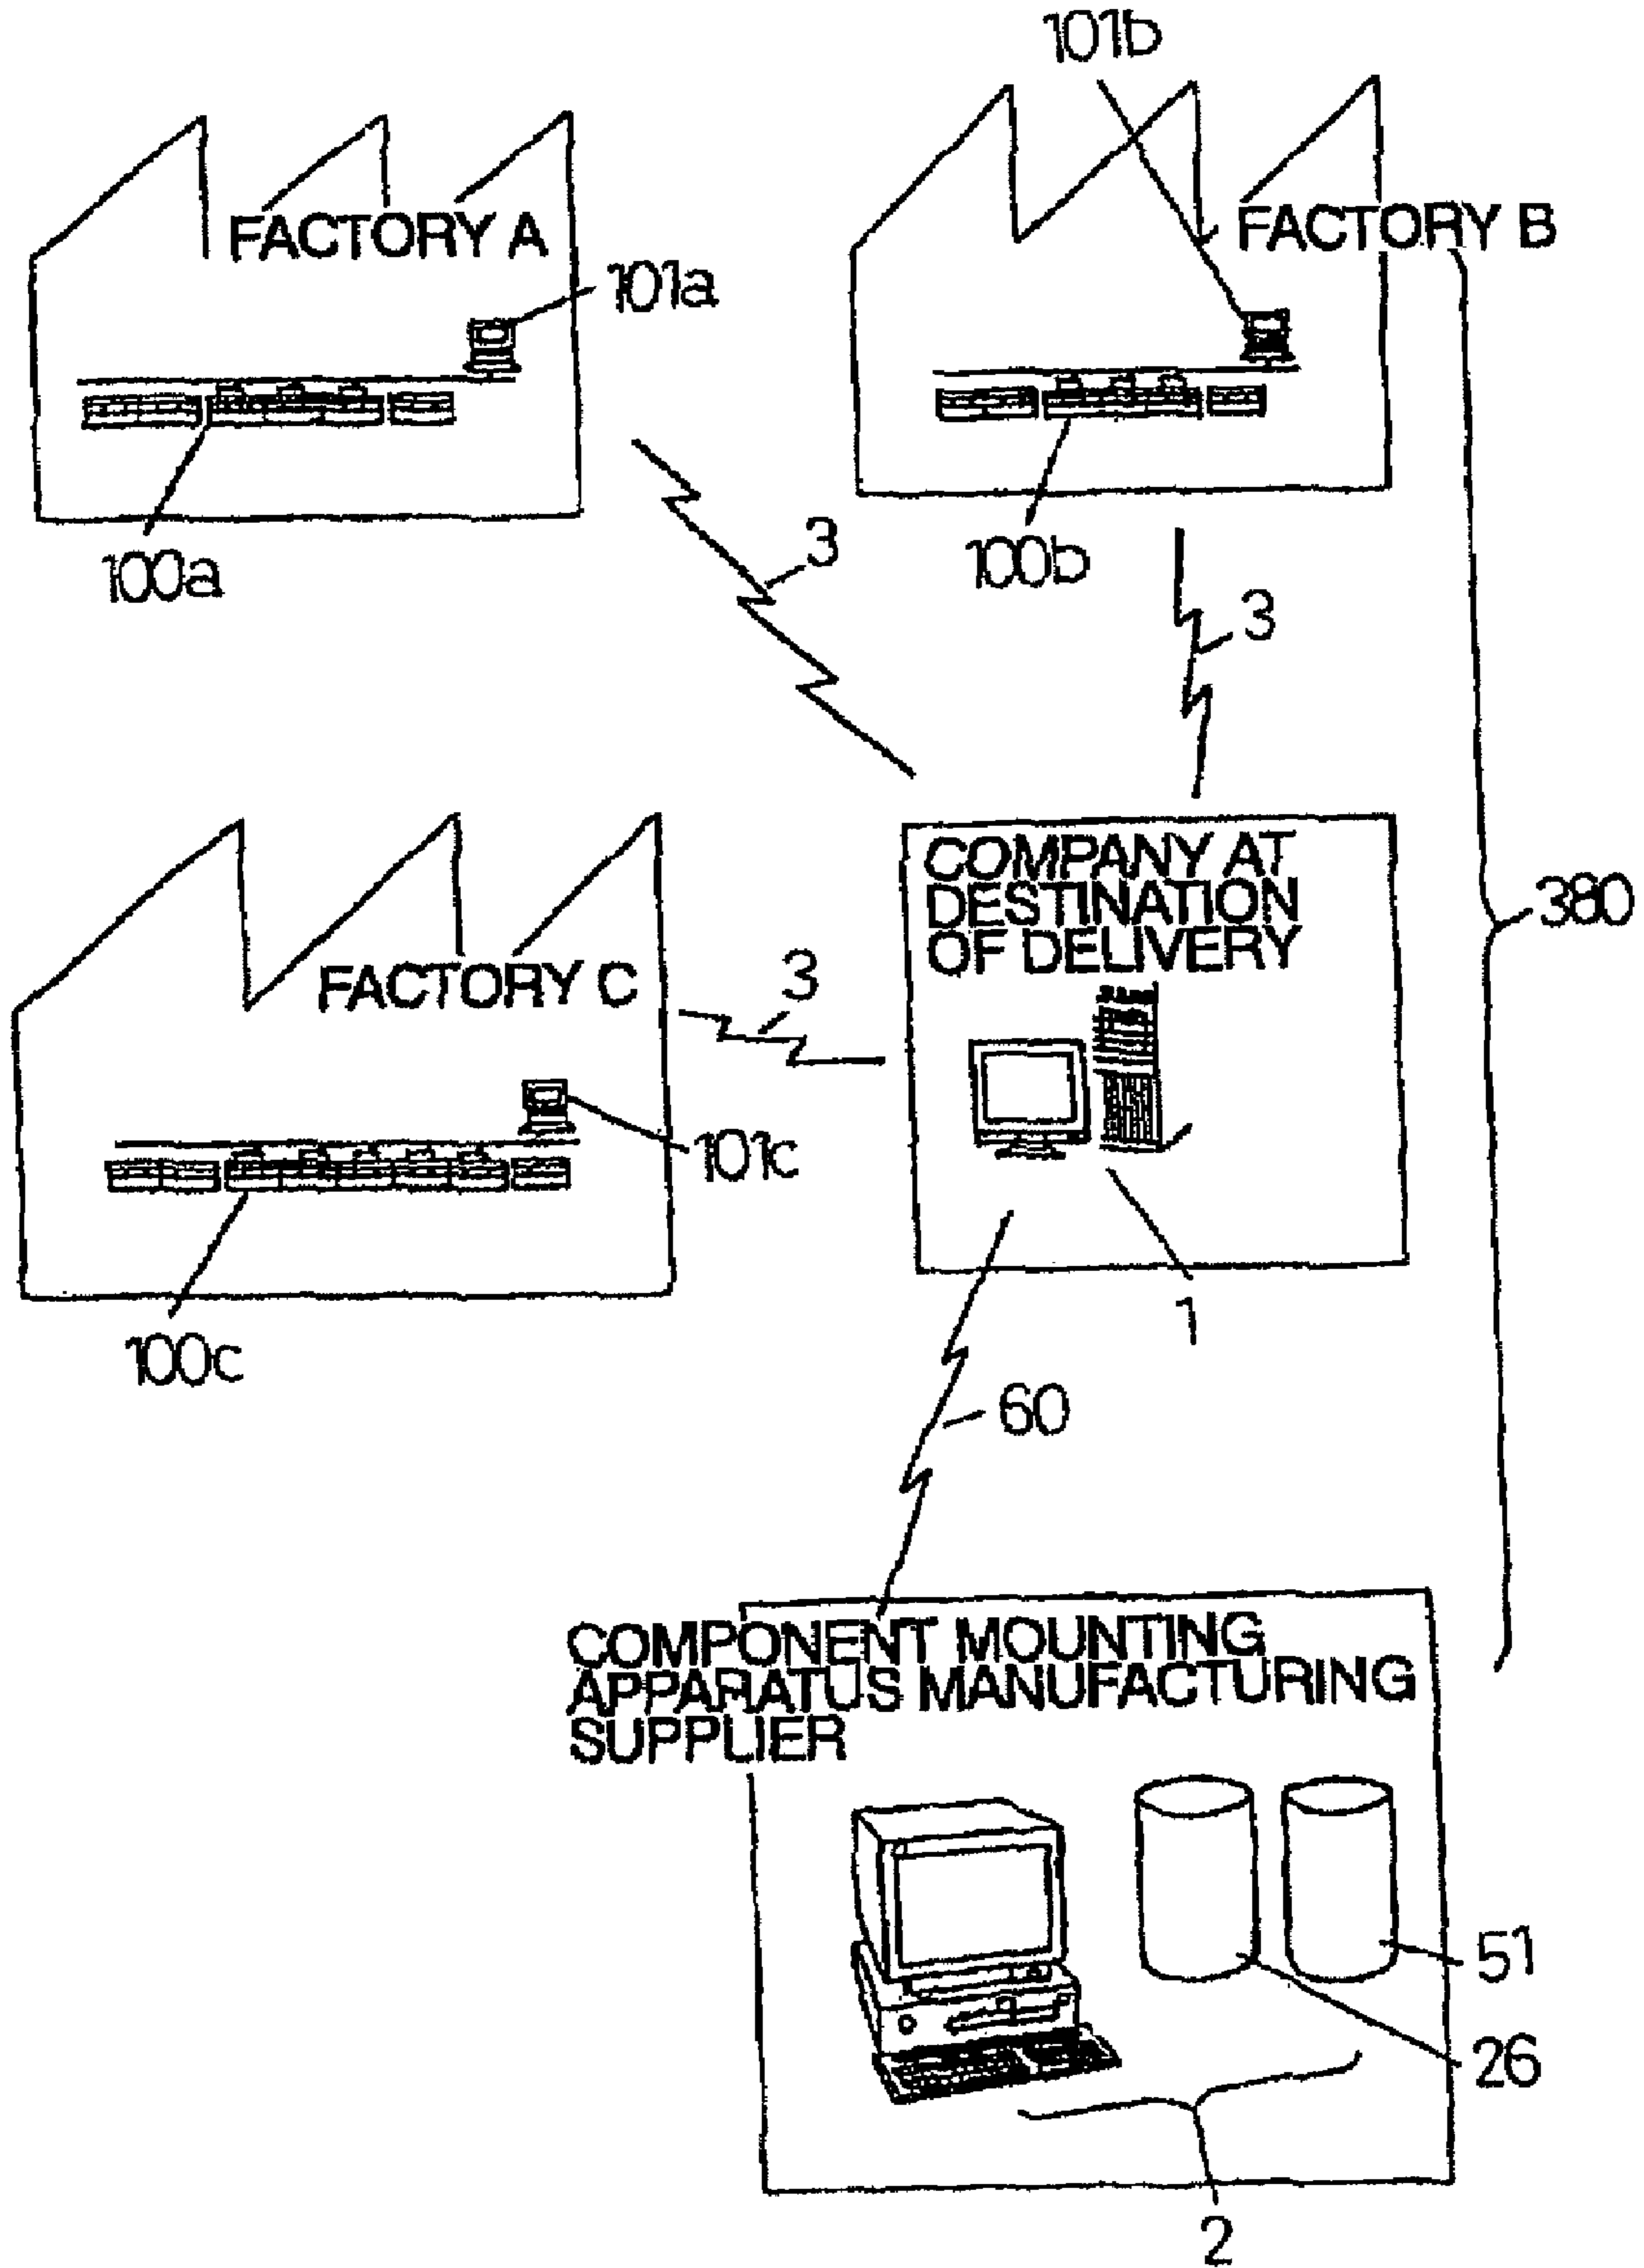 101b
FACTORY A
FACTORY B
101a
100a
100b
3
3
COMPANY AT
DESTINATION
OF DELIVERY
380
FACTORY C
3
101c
1
100c
60
COMPONENT MOUNTING
APPARATUS MANUFACTURING
SUPPLIER
51
26
2